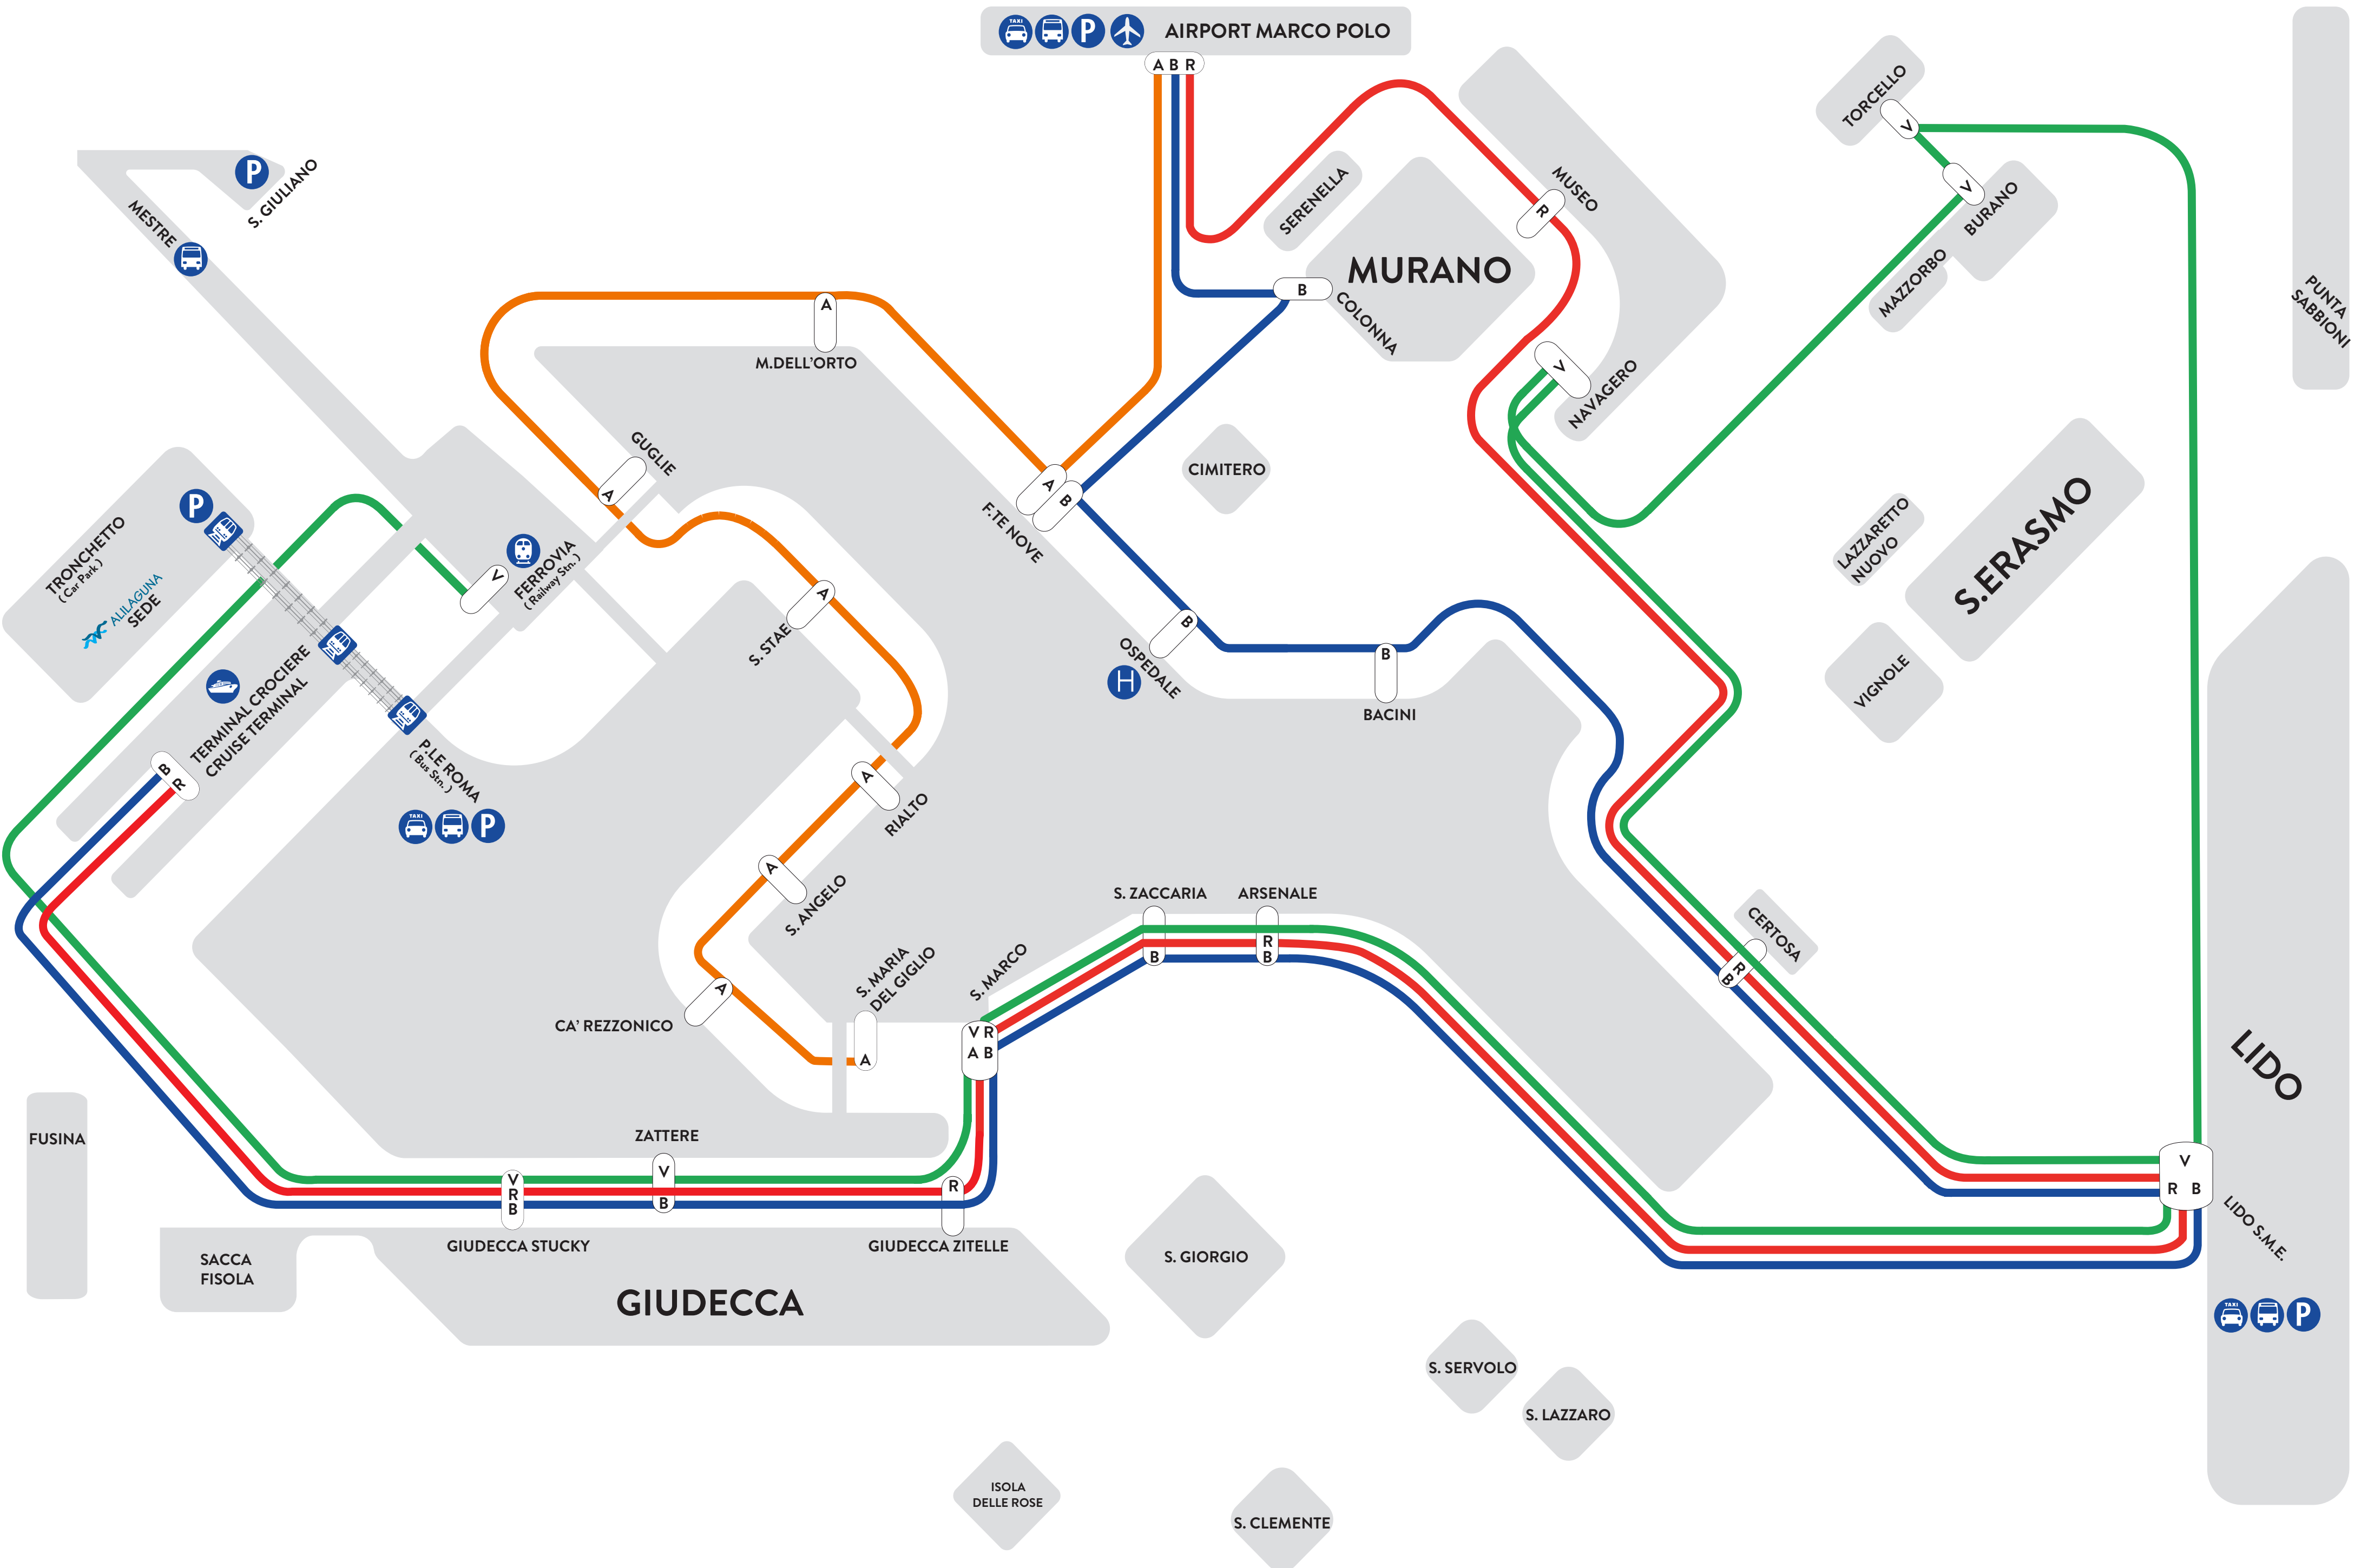 TAXI
P
AIRPORT MARCO POLO
A B R
P
S. GIULIANO
MESTRE
TORCELLO
V
V
BURANO
MAZZORBO
PUNTA
SABBIONI
SERENELLA
MURANO
MUSEO
R
B
COLONNA
V
NAVAGERO
A
M.DELL'ORTO
GUGLIE
A
A
B
F.TE NOVE
CIMITERO
LAZZARETTO
NUOVO
S.ERASMO
VIGNOLE
P
TRONCHETTO
( Car Park )
ALILAGUNA
SEDE
V
FERROVIA
( Railway Stn. )
A
S. STAE
B
OSPEDALE
H
B
BACINI
TERMINAL CROCIERE
CRUISE TERMINAL
B
R
P.LE ROMA
( Bus Stn. )
TAXI
P
A
RIALTO
A
S. ANGELO
A
CA' REZZONICO
S. MARIA
DEL GIGLIO
A
S. MARCO
V R
A B
S. ZACCARIA
B
ARSENALE
R
B
CERTOSA
R
B
LIDO
V
R B
LIDO S.M.E.
TAXI
P
FUSINA
ZATTERE
V
B
V
R
B
GIUDECCA STUCKY
R
GIUDECCA ZITELLE
SACCA
FISOLA
GIUDECCA
S. GIORGIO
S. SERVOLO
S. LAZZARO
ISOLA
DELLE ROSE
S. CLEMENTE